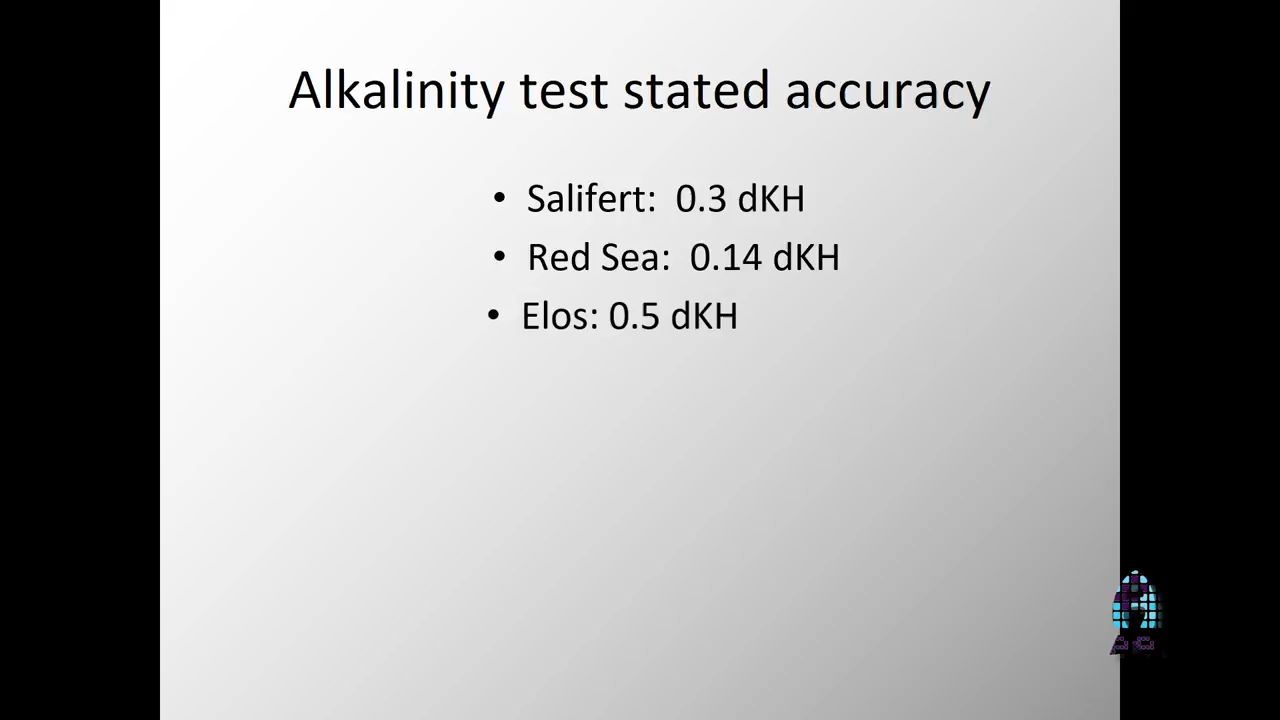 Alkalinity test stated accuracy
• Salifert: 0.3 dKH
• Red Sea: 0.14 dKH
• Elos: 0.5 dKH